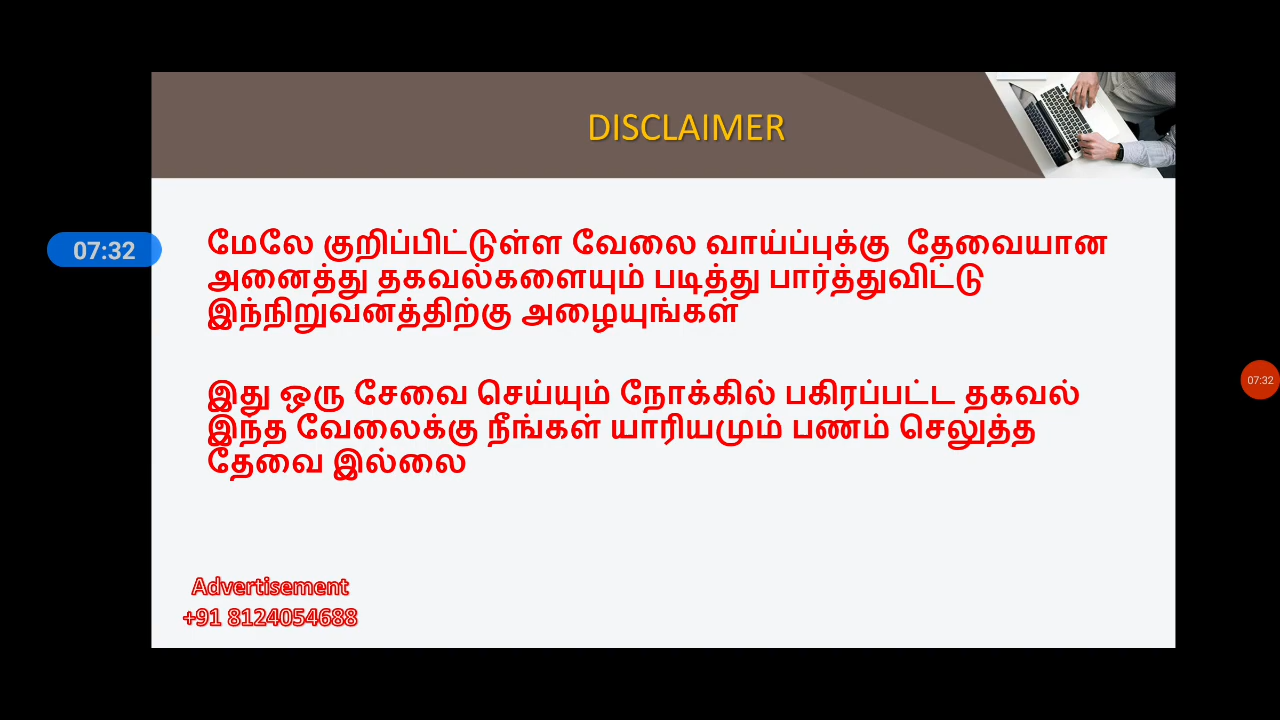 DISCLAIMER
மேலே குறிப்பிட்டுள்ள வேலை வாய்ப்புக்கு தேவையான
அனைத்து தகவல்களையும் படித்து பார்த்துவிட்டு
இந்நிறுவனத்திற்கு அழையுங்கள்
07:32
07:32
இது ஒரு சேவை செய்யும் நோக்கில் பகிரப்பட்ட தகவல்
இந்த வேலைக்கு நீங்கள் யாரியமும் பணம் செலுத்த
தேவை இல்லை
Advertisement
+91 8124054688